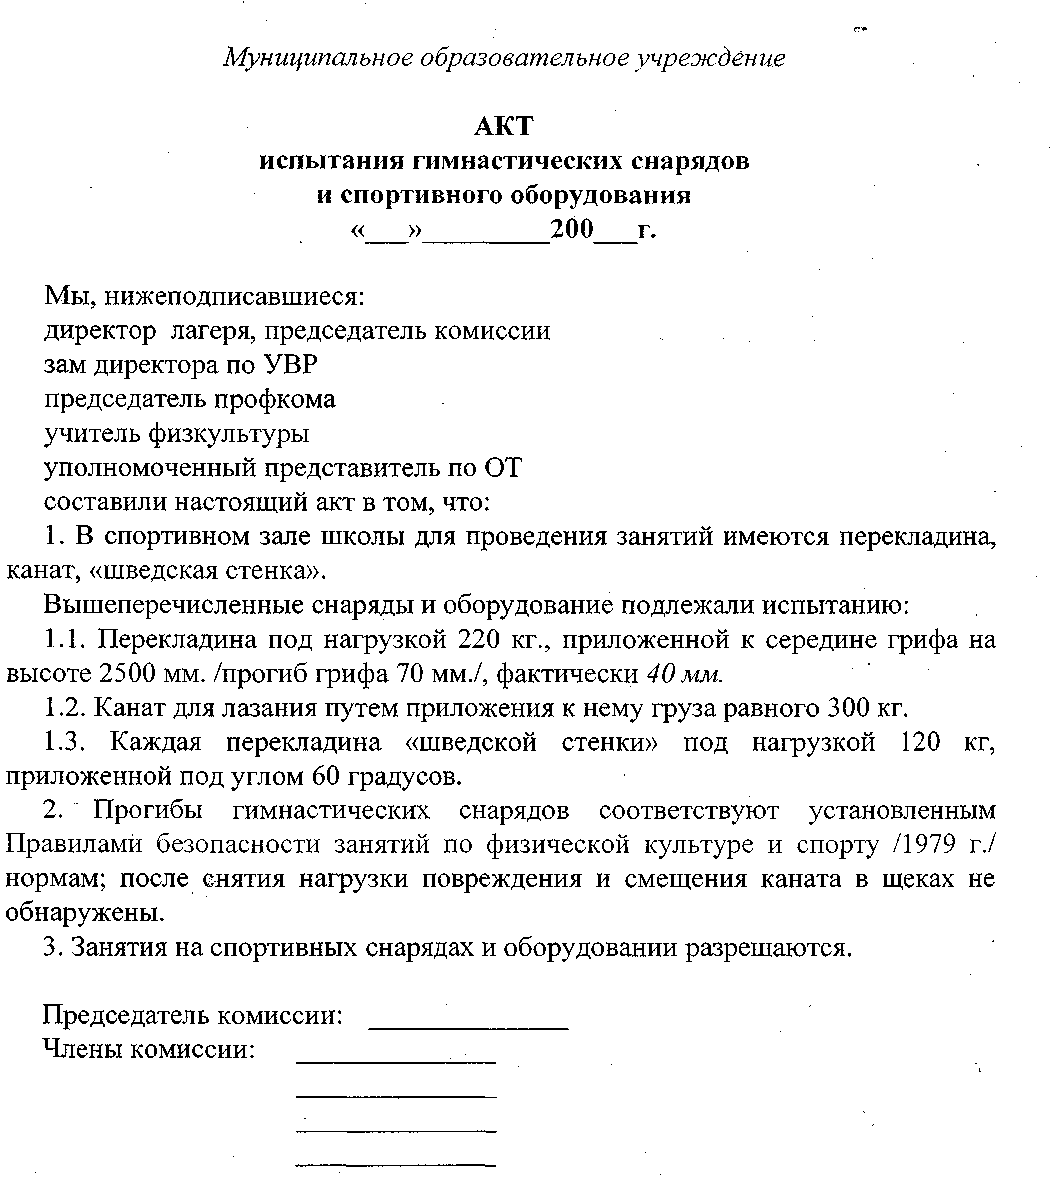 Муниципальное образовательное учреждение
АКТ
испытания гимнастических снарядов
и спортивного оборудования
«___»_________200___г.
Мы, нижеподписавшиеся:
директор лагеря, председатель комиссии
зам директора по УВР
председатель профкома
учитель физкультуры
уполномоченный представитель по ОТ
составили настоящий акт в том, что:
1. В спортивном зале школы для проведения занятий имеются перекладина,
канат, «шведская стенка».
Вышеперечисленные снаряды и оборудование подлежали испытанию:
1.1. Перекладина под нагрузкой 220 кг., приложенной к середине грифа на
высоте 2500 мм. /прогиб грифа 70 мм./, фактически 40 мм.
1.2. Канат для лазания путем приложения к нему груза равного 300 кг.
1.3. Каждая перекладина «шведской стенки» под нагрузкой 120 кг,
приложенной под углом 60 градусов.
2. Прогибы гимнастических снарядов соответствуют установленным
Правилами безопасности занятий по физической культуре и спорту /1979 г./
нормам; после снятия нагрузки повреждения и смещения каната в щеках не
обнаружены.
3. Занятия на спортивных снарядах и оборудовании разрешаются.
Председатель комиссии: ______________
Члены комиссии: ______________
______________
______________
______________